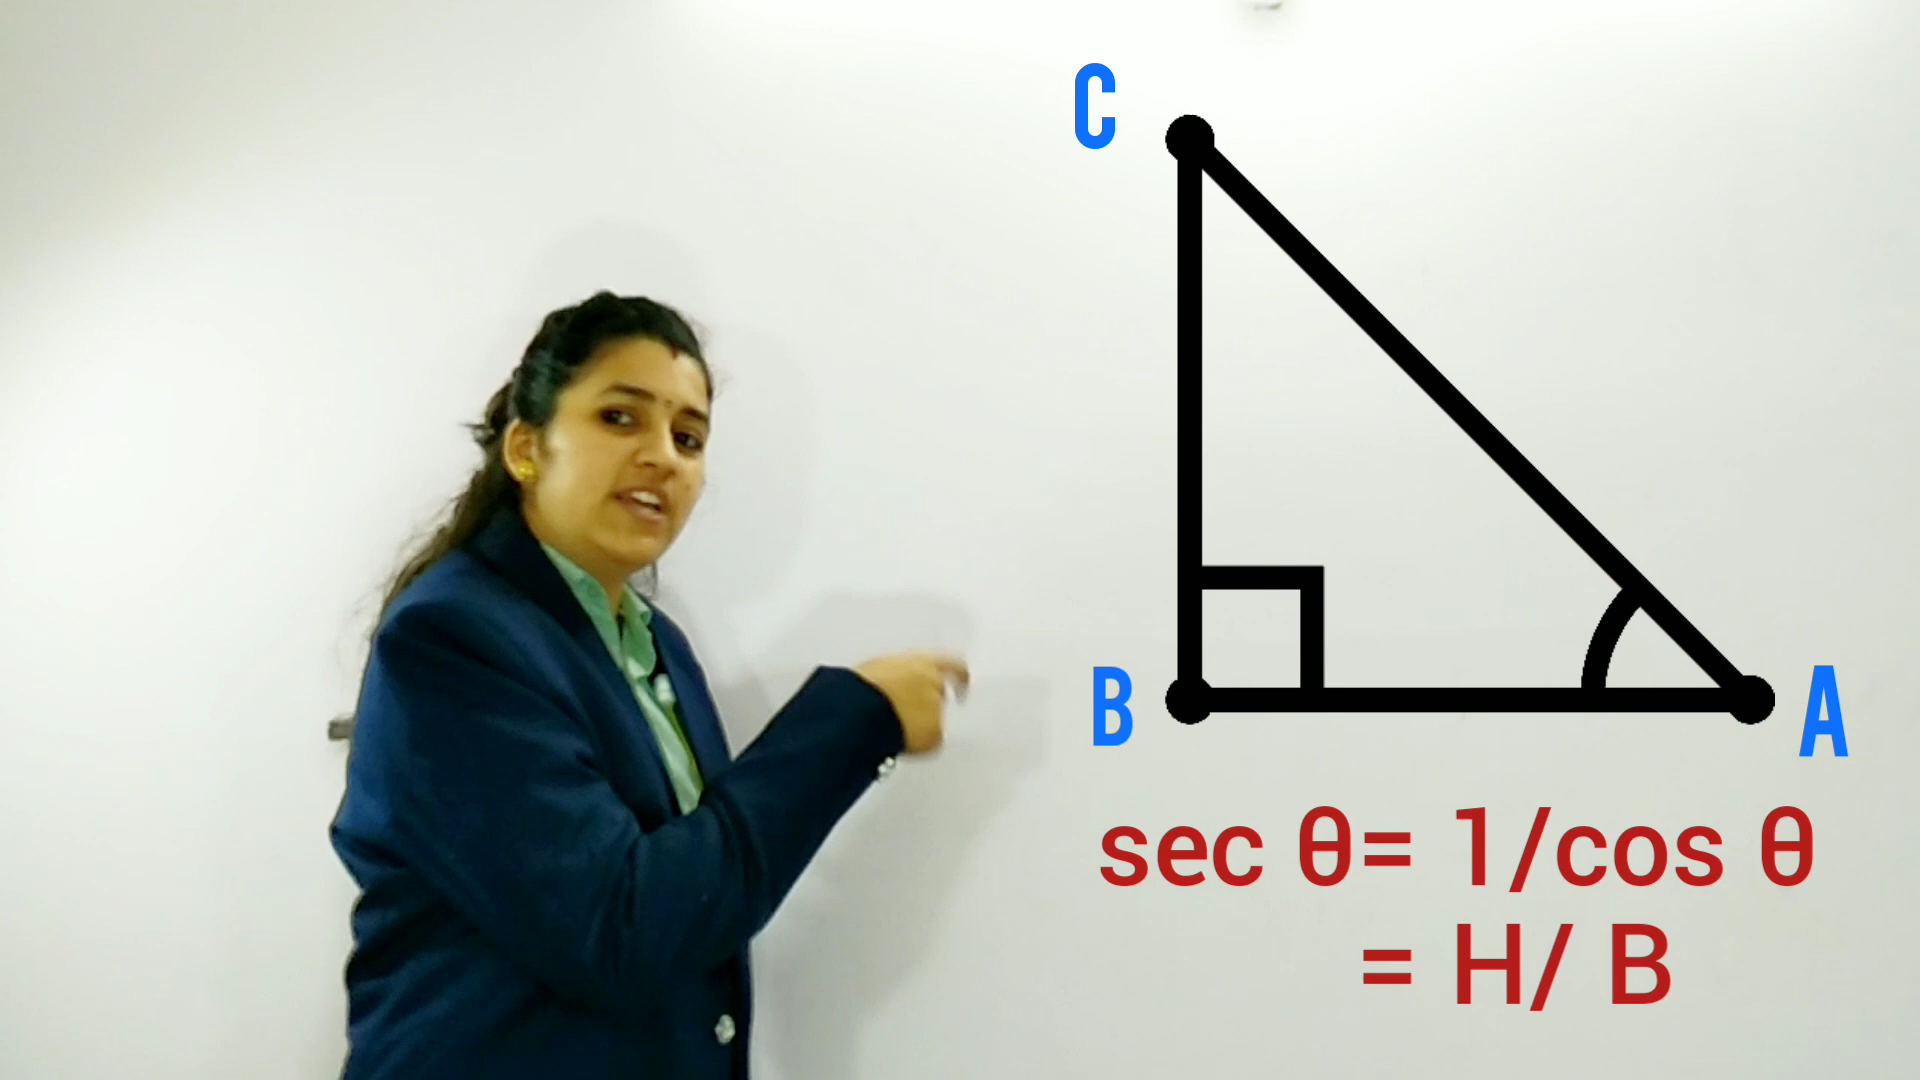 C
B
A
sec θ= 1/cos θ
= H/ B